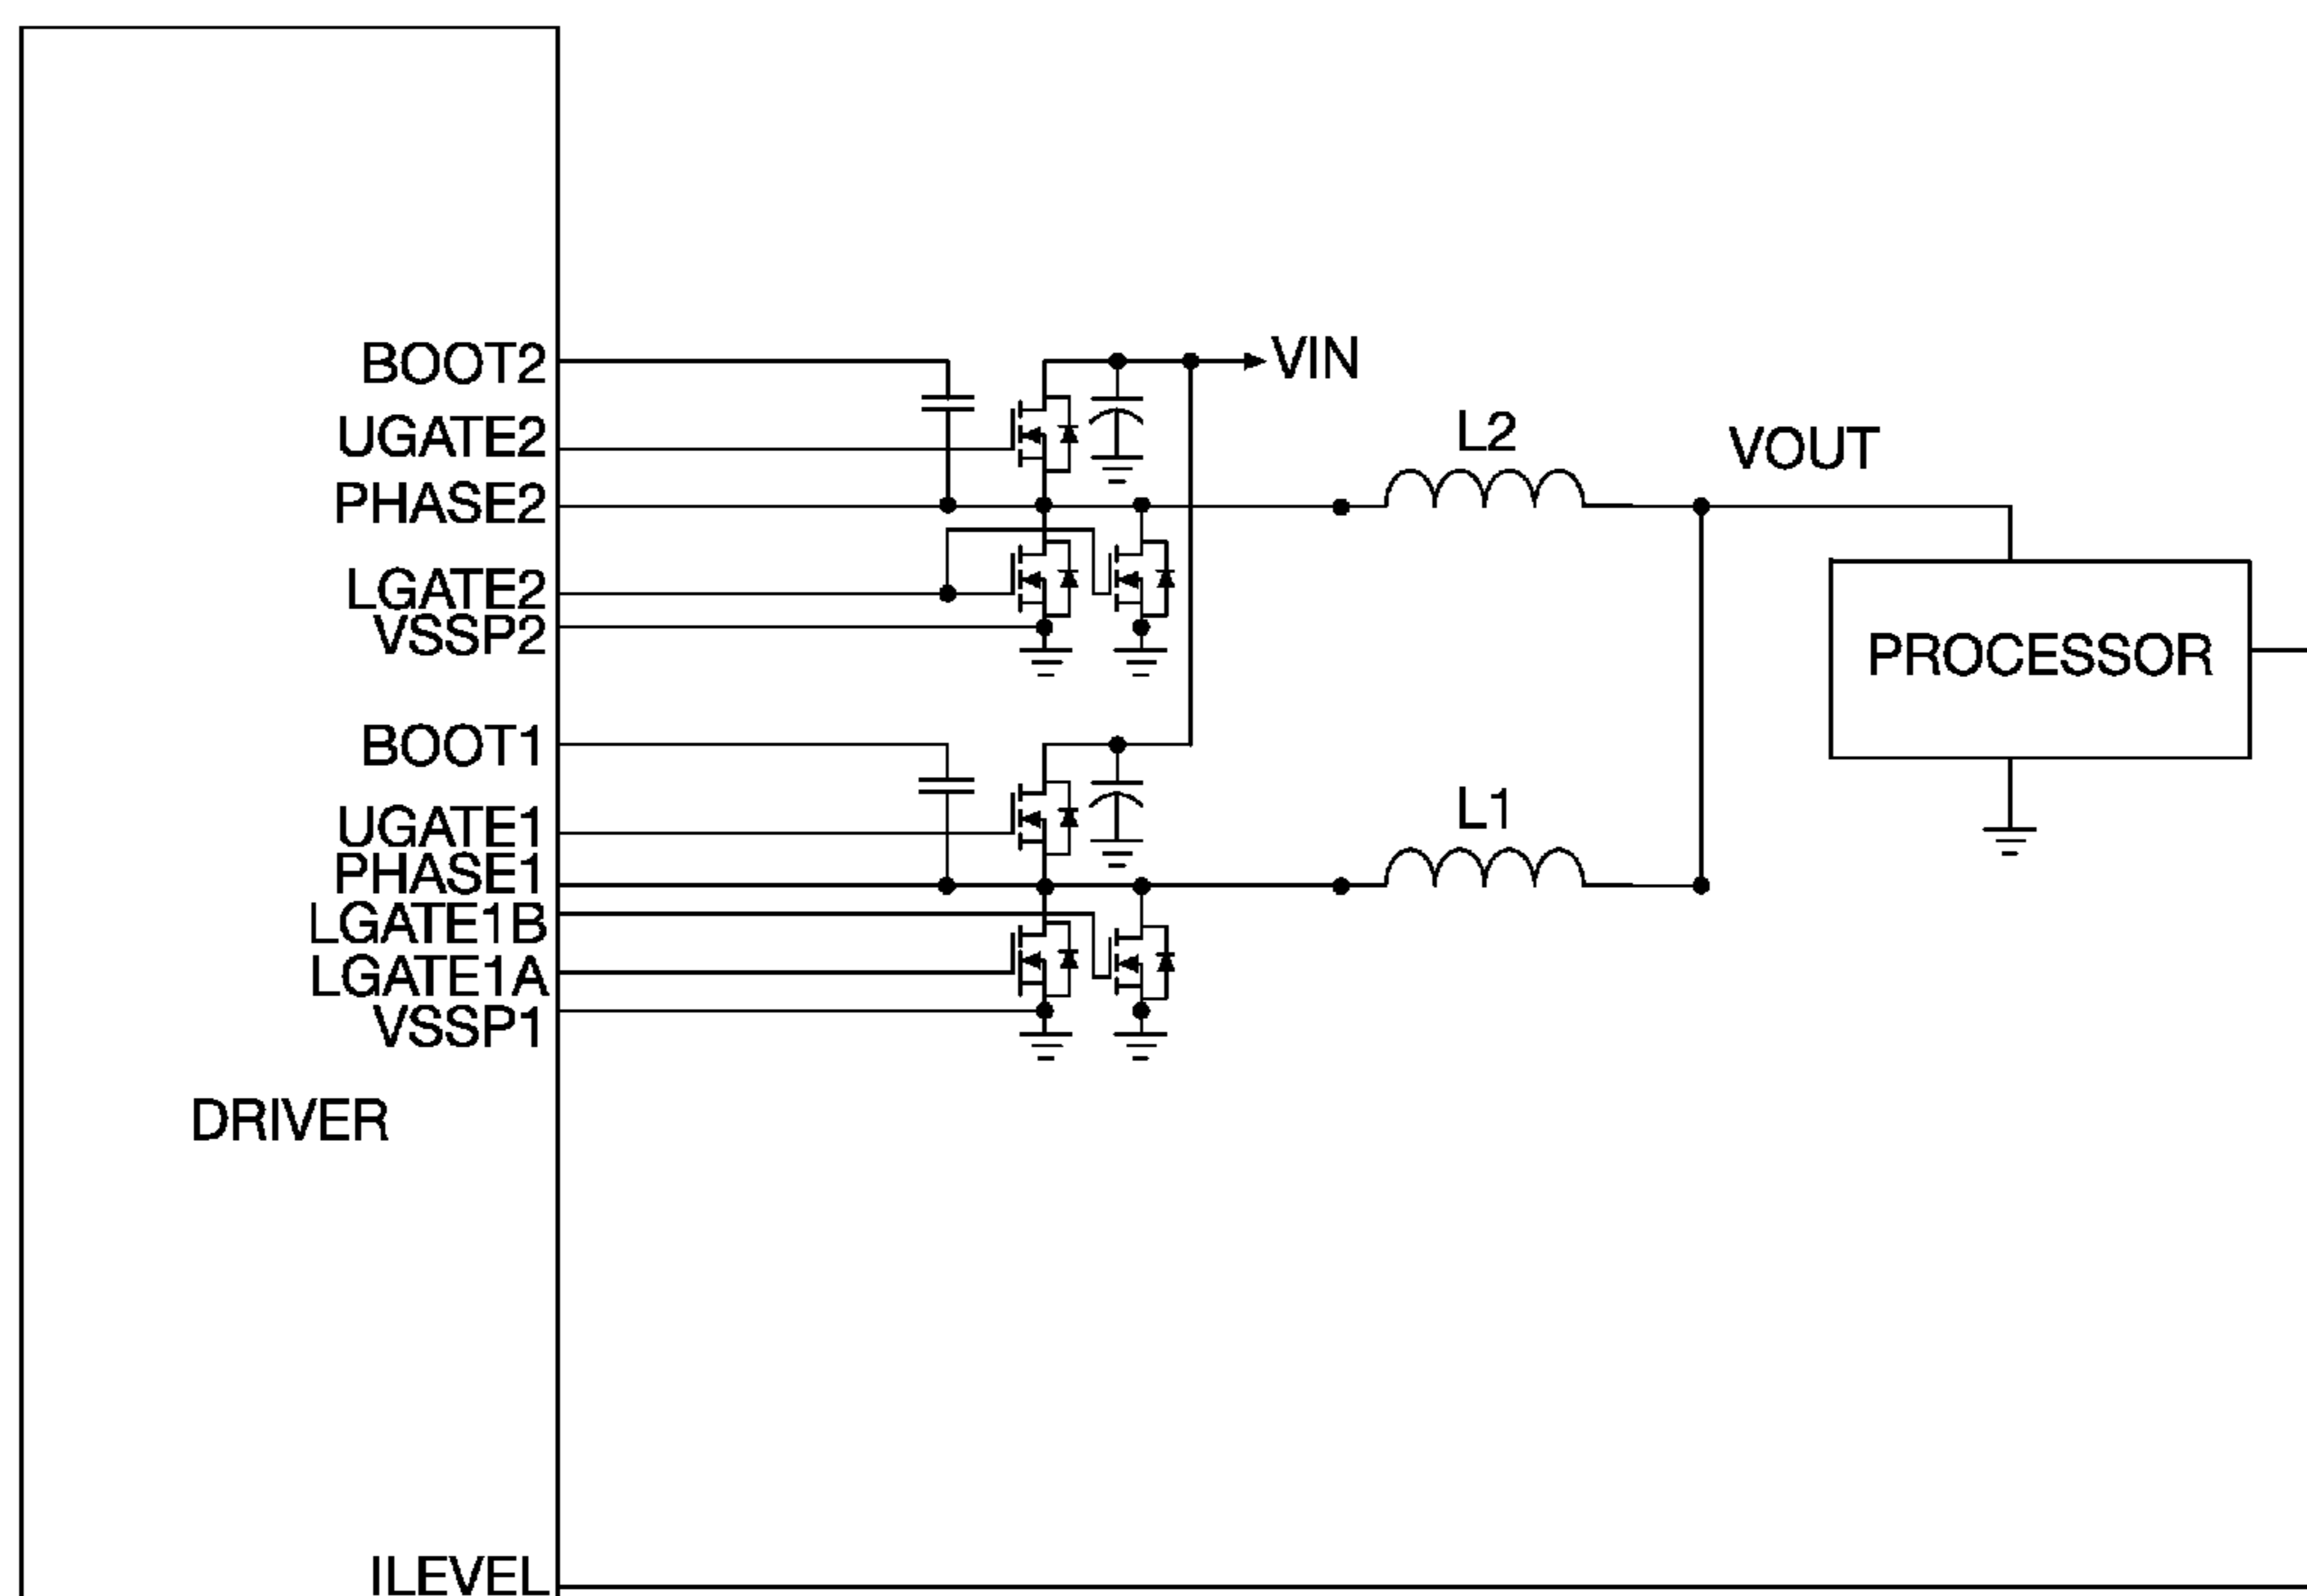 BOOT2
VIN
UGATE2
L2
VOUT
PHASE2
LGATE2
VSSP2
PROCESSOR
BOOT1
L1
UGATE1
PHASE1
LGATE1B
LGATE1A
VSSP1
DRIVER
ILEVEL